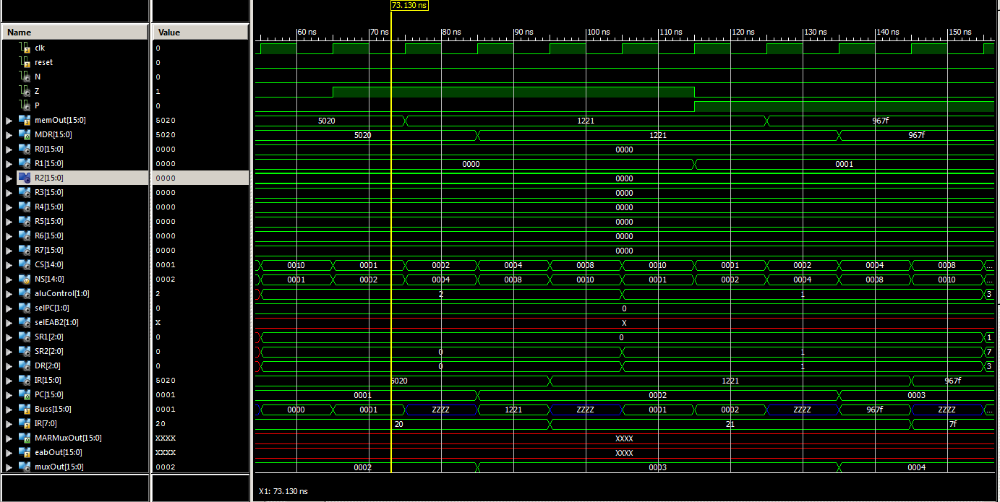 73.130 ns
Name Value 60 ns 70 ns 80 ns 90 ns 100 ns 110 ns 120 ns 130 ns 140 ns 150 ns
clk 0
reset 0
N 0
Z 1
P 0
memOut[15:0] 5020 5020 1221 967f
MDR[15:0] 5020 5020 1221 967f
R0[15:0] 0000 0000
R1[15:0] 0000 0000 0001
R2[15:0] 0000 0000
R3[15:0] 0000 0000
R4[15:0] 0000 0000
R5[15:0] 0000 0000
R6[15:0] 0000 0000
R7[15:0] 0000 0000
CS[14:0] 0001 0010 0001 0002 0004 0008 0010 0001 0002 0004 0008 ...
NS[14:0] 0002 0001 0002 0004 0008 0010 0001 0002 0004 0008 0010 ...
aluControl[1:0] 2 2 1 3
selPC[1:0] 0 0
selEAB2[1:0] X X
SR1[2:0] 0 0 1
SR2[2:0] 0 0 1 7
DR[2:0] 0 0 1 3
IR[15:0] 5020 5020 1221 967f
PC[15:0] 0001 0001 0002 0003
Buss[15:0] 0001 0000 0001 ZZZZ 1221 ZZZZ 0001 0002 ZZZZ 967f ZZZZ ...
IR[7:0] 20 20 21 7f
MARMuxOut[15:0] XXXX XXXX
eabOut[15:0] XXXX XXXX
muxOut[15:0] 0002 0002 0003 0004
X1: 73.130 ns